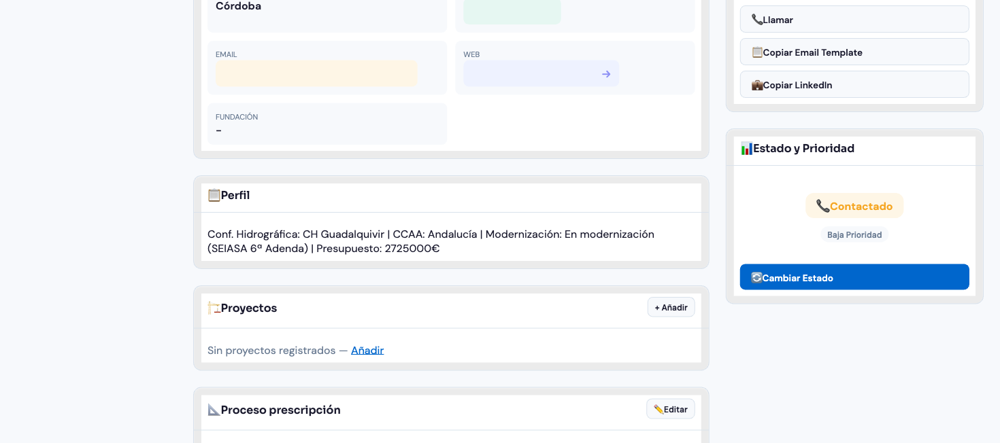 Córdoba
EMAIL
WEB
→
FUNDACIÓN
–
Perfil
Conf. Hidrográfica: CH Guadalquivir | CCAA: Andalucía | Modernización: En modernización
(SEIASA 6ª Adenda) | Presupuesto: 2725000€
Proyectos
+ Añadir
Sin proyectos registrados — Añadir
Proceso prescripción
Editar
Llamar
Copiar Email Template
Copiar LinkedIn
Estado y Prioridad
Contactado
Baja Prioridad
Cambiar Estado